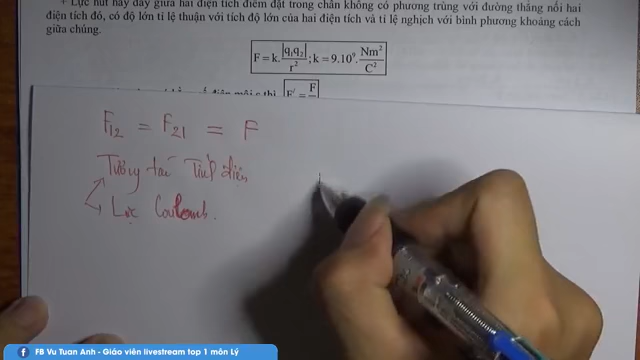 + Lực hút hay đẩy giữa hai điện tích điểm đặt trong chân không có phương trùng với đường thẳng nối hai
điện tích đó, có độ lớn tỉ lệ thuận với tích độ lớn của hai điện tích và tỉ lệ nghịch với bình phương khoảng cách
giữa chúng.
F = k.|q₁q₂|/r² ; k = 9.10⁹.Nm²/C²
F' = F
F₁₂ = F₂₁ = F
Tương tác Tĩnh điện
Lực Coulomb.
FB Vu Tuan Anh - Giáo viên livestream top 1 môn Lý